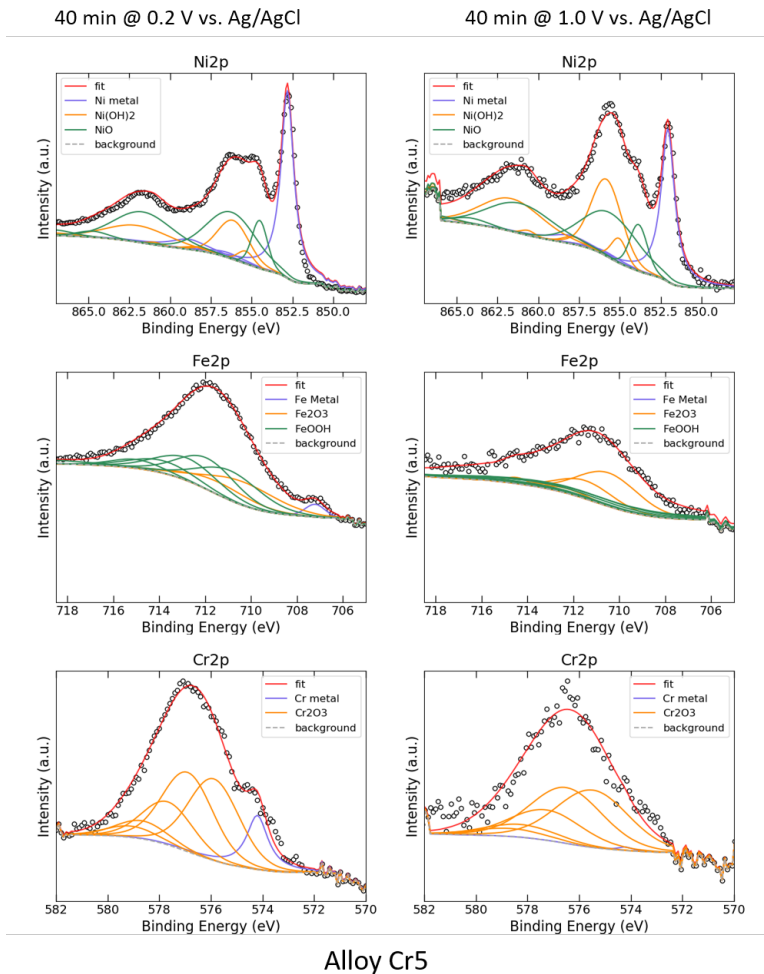 40 min @ 0.2 V vs. Ag/AgCl
40 min @ 1.0 V vs. Ag/AgCl
Ni2p
fit
Ni metal
Ni(OH)2
NiO
background
Intensity (a.u.)
865.0 862.5 860.0 857.5 855.0 852.5 850.0
Binding Energy (eV)
Ni2p
fit
Ni metal
Ni(OH)2
NiO
background
Intensity (a.u.)
865.0 862.5 860.0 857.5 855.0 852.5 850.0
Binding Energy (eV)
Fe2p
fit
Fe Metal
Fe2O3
FeOOH
background
Intensity (a.u.)
718 716 714 712 710 708 706
Binding Energy (eV)
Fe2p
fit
Fe Metal
Fe2O3
FeOOH
background
Intensity (a.u.)
718 716 714 712 710 708 706
Binding Energy (eV)
Cr2p
fit
Cr metal
Cr2O3
background
Intensity (a.u.)
582 580 578 576 574 572 570
Binding Energy (eV)
Cr2p
fit
Cr metal
Cr2O3
background
Intensity (a.u.)
582 580 578 576 574 572 570
Binding Energy (eV)
Alloy Cr5